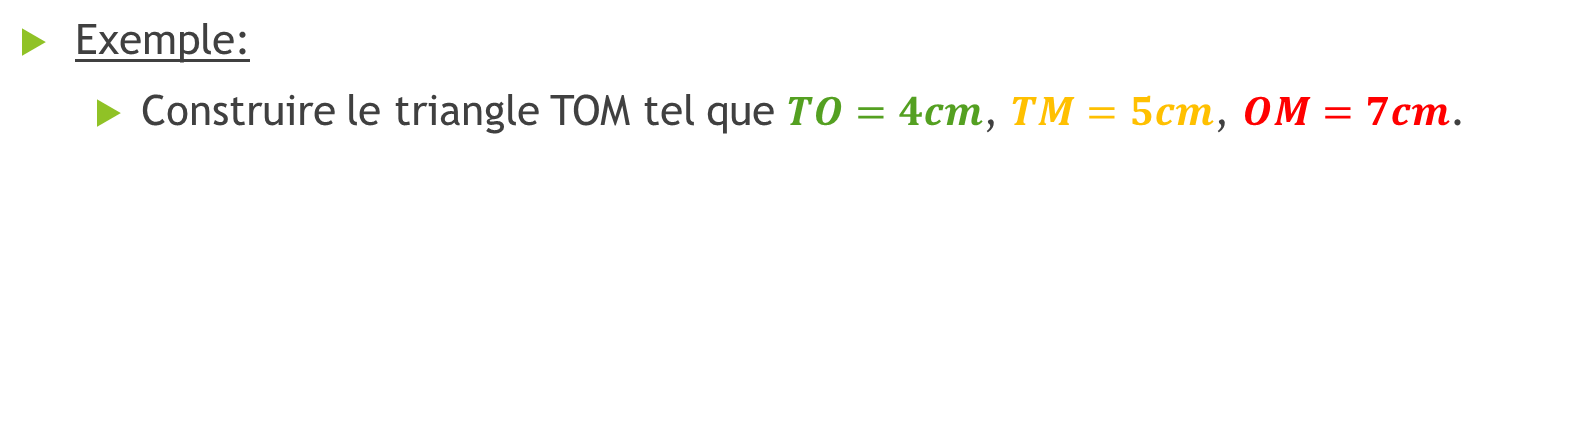 Exemple:
Construire le triangle TOM tel que TO = 4cm, TM = 5cm, OM = 7cm.